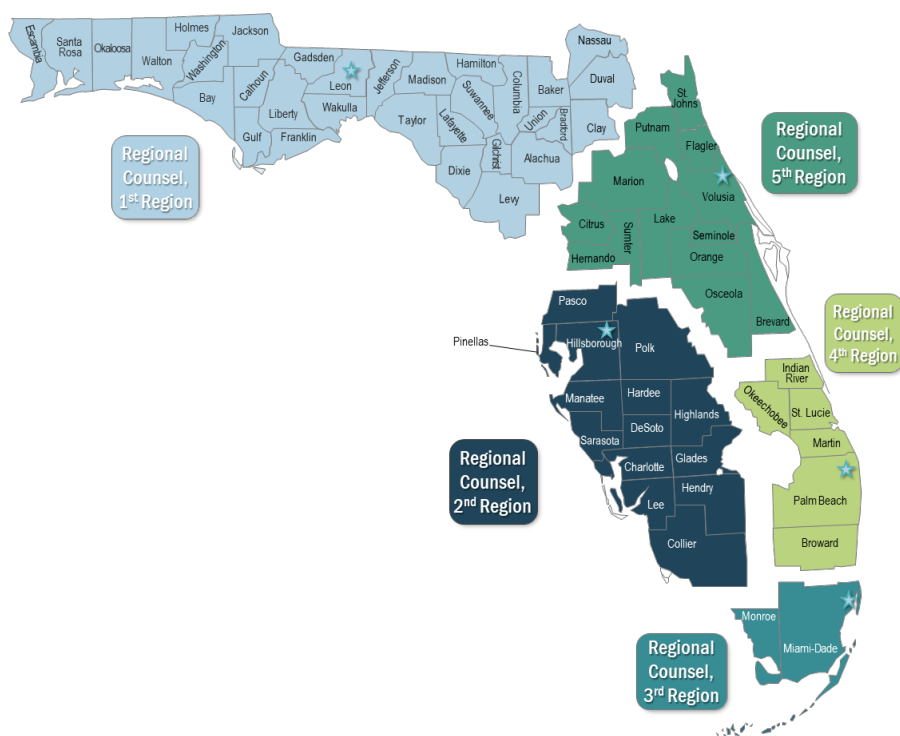 Escambia
Santa
Rosa
Okaloosa
Walton
Holmes
Washington
Jackson
Bay
Calhoun
Gulf
Liberty
Gadsden
Leon
Wakulla
Franklin
Jefferson
Madison
Taylor
Hamilton
Suwannee
Lafayette
Dixie
Columbia
Gilchrist
Levy
Baker
Union
Bradford
Alachua
Nassau
Duval
Clay
Regional
Counsel,
1st Region
St.
Johns
Putnam
Flagler
Marion
Volusia
Citrus
Sumter
Lake
Hernando
Seminole
Orange
Osceola
Brevard
Regional
Counsel,
5th Region
Pasco
Pinellas
Hillsborough
Polk
Manatee
Hardee
Highlands
Sarasota
DeSoto
Charlotte
Glades
Lee
Hendry
Collier
Regional
Counsel,
2nd Region
Regional
Counsel,
4th Region
Indian
River
Okeechobee
St. Lucie
Martin
Palm Beach
Broward
Monroe
Miami-Dade
Regional
Counsel,
3rd Region